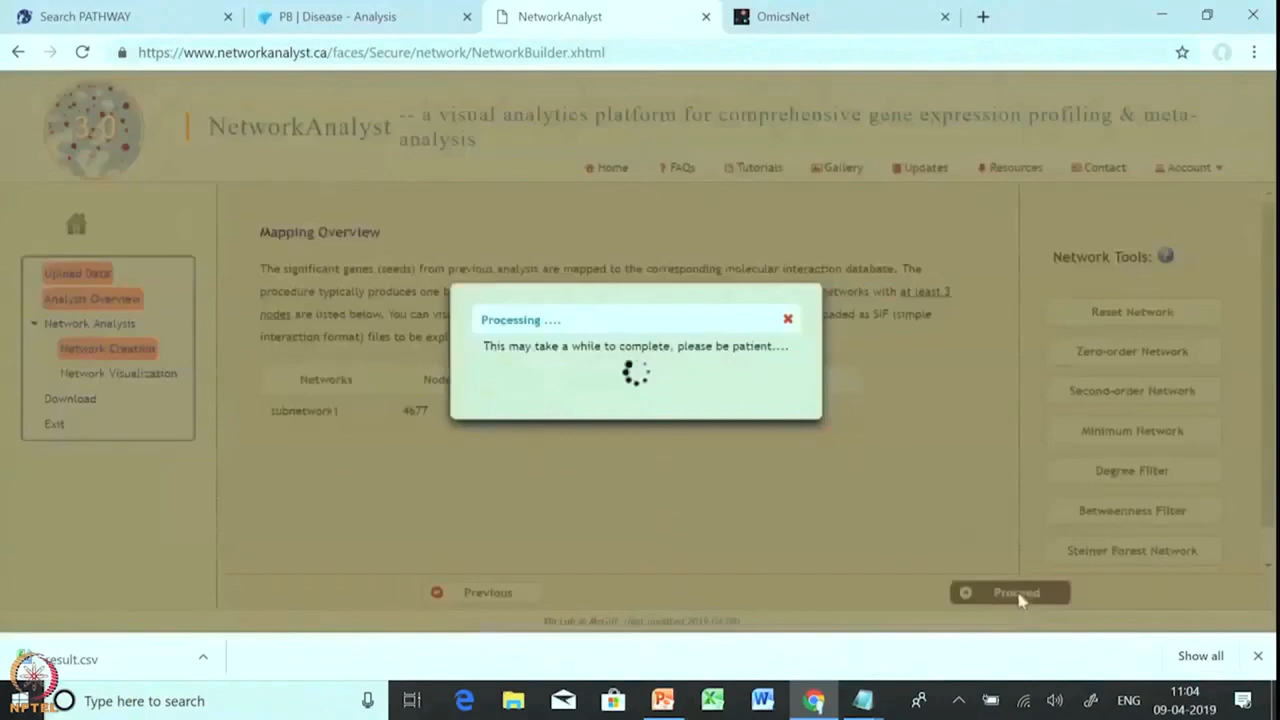 Search PATHWAY
PB | Disease - Analysis
NetworkAnalyst
OmicsNet
https://www.networkanalyst.ca/faces/Secure/network/NetworkBuilder.xhtml
3.0
NetworkAnalyst
-- a visual analytics platform for comprehensive gene expression profiling & meta-
analysis
Home
FAQs
Tutorials
Gallery
Updates
Resources
Contact
Account
Upload Data
Analysis Overview
Network Analysis
Network Creation
Network Visualization
Download
Exit
Mapping Overview
The significant genes (seeds) from previous analysis are mapped to the corresponding molecular interaction database. The
procedure typically produces one b
networks with at least 3
nodes are listed below. You can vis
oaded as SIF (simple
interaction format) files to be expl
Networks
Node
subnetwork1
4677
Processing ....
This may take a while to complete, please be patient....
Network Tools:
Reset Network
Zero-order Network
Second-order Network
Minimum Network
Degree Filter
Betweenness Filter
Steiner Forest Network
Previous
Proceed
result.csv
Show all
NPTEL
Type here to search
ENG
11:04
09-04-2019